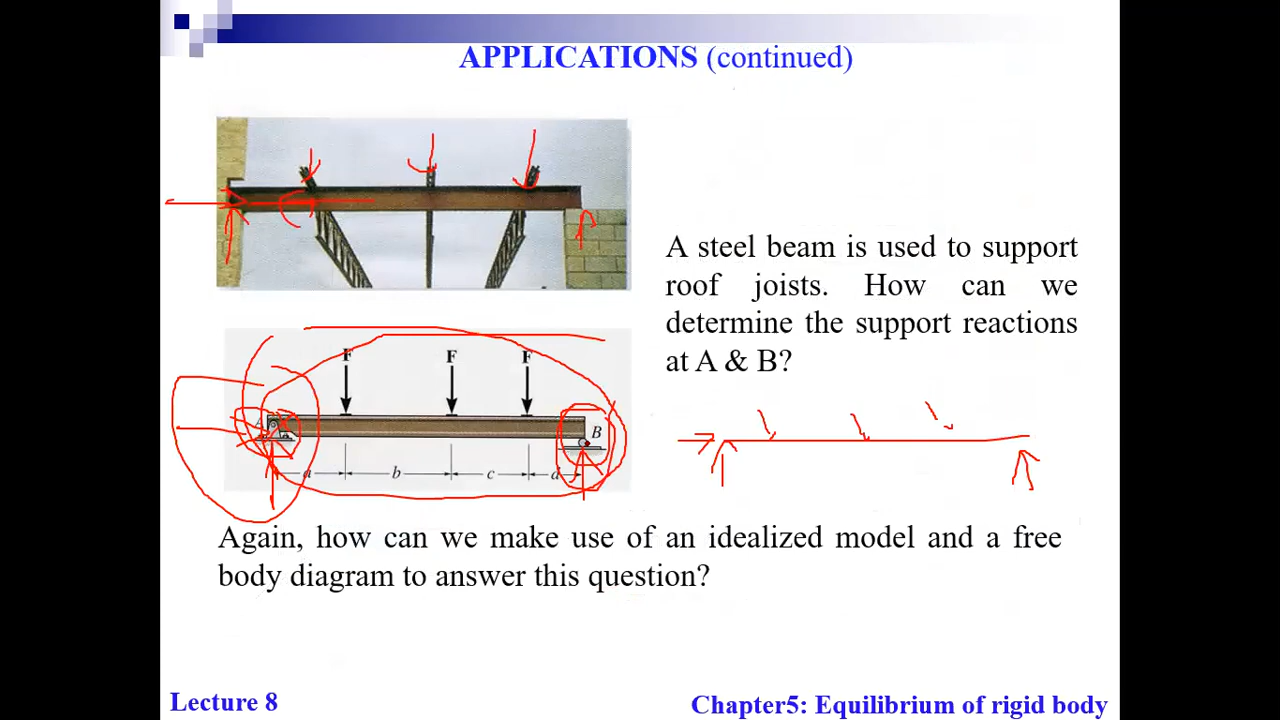 APPLICATIONS (continued)
A steel beam is used to support
roof joists. How can we
determine the support reactions
at A & B?
F F F
A B
a b c d
Again, how can we make use of an idealized model and a free
body diagram to answer this question?
Lecture 8
Chapter5: Equilibrium of rigid body